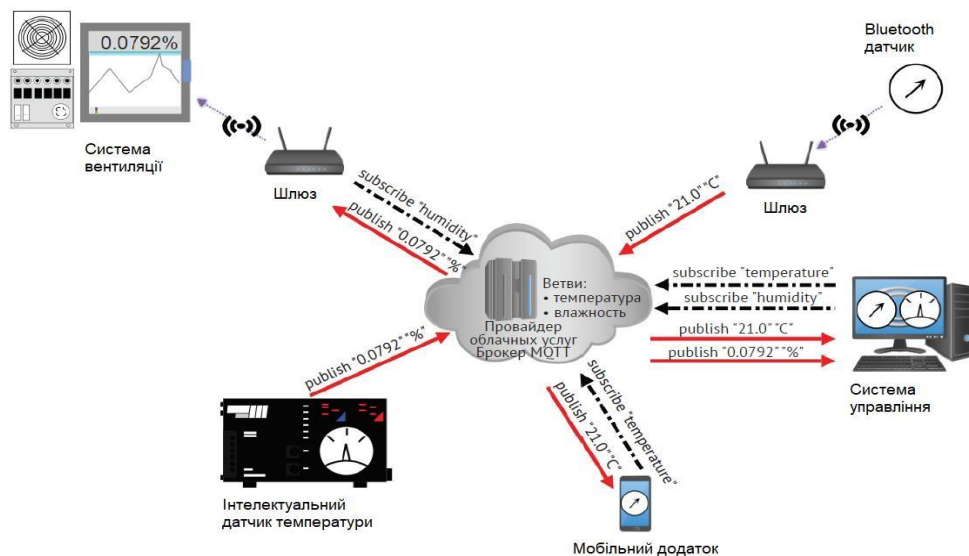 0.0792%
Система
вентиляції
Шлюз
subscribe "humidity"
publish "0.0792""%"
Bluetooth
датчик
Шлюз
publish "21.0""°C"
Ветви:
• температура
• влажность
Провайдер
облачных услуг
Брокер MQTT
subscribe "temperature"
subscribe "humidity"
publish "21.0""°C"
publish "0.0792""%"
Система
управління
publish "0.0792""%"
Інтелектуальний
датчик температури
subscribe "temperature"
publish "21.0""°C"
Мобільний додаток